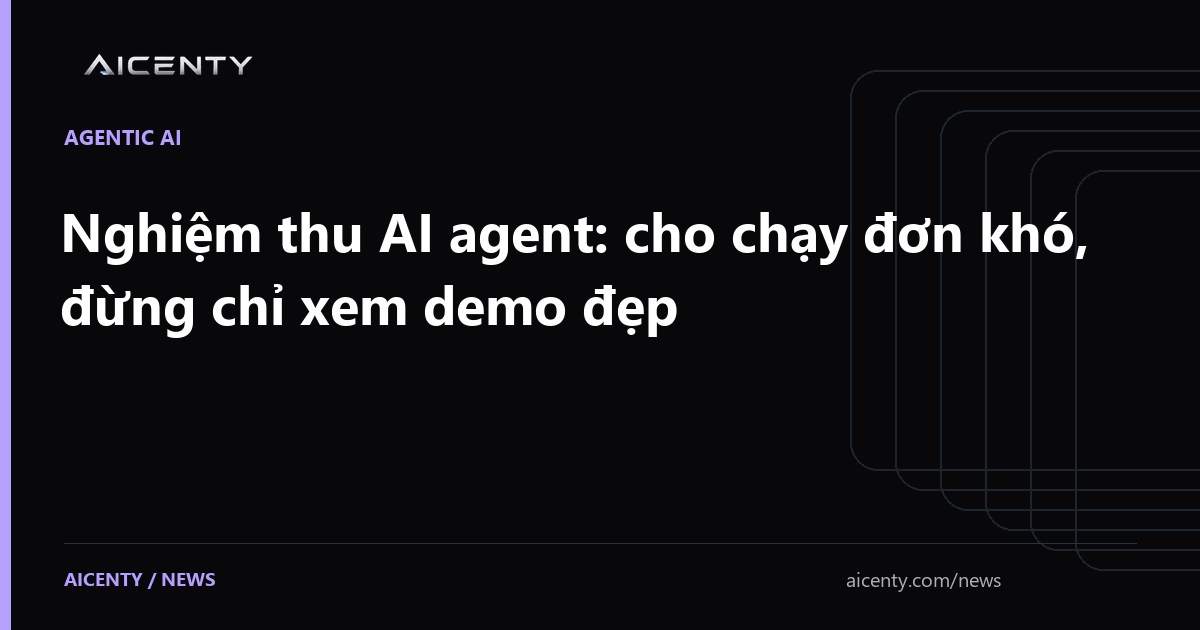 AICENTY
AGENTIC AI
Nghiệm thu AI agent: cho chạy đơn khó,
đừng chỉ xem demo đẹp
AICENTY / NEWS
aicenty.com/news